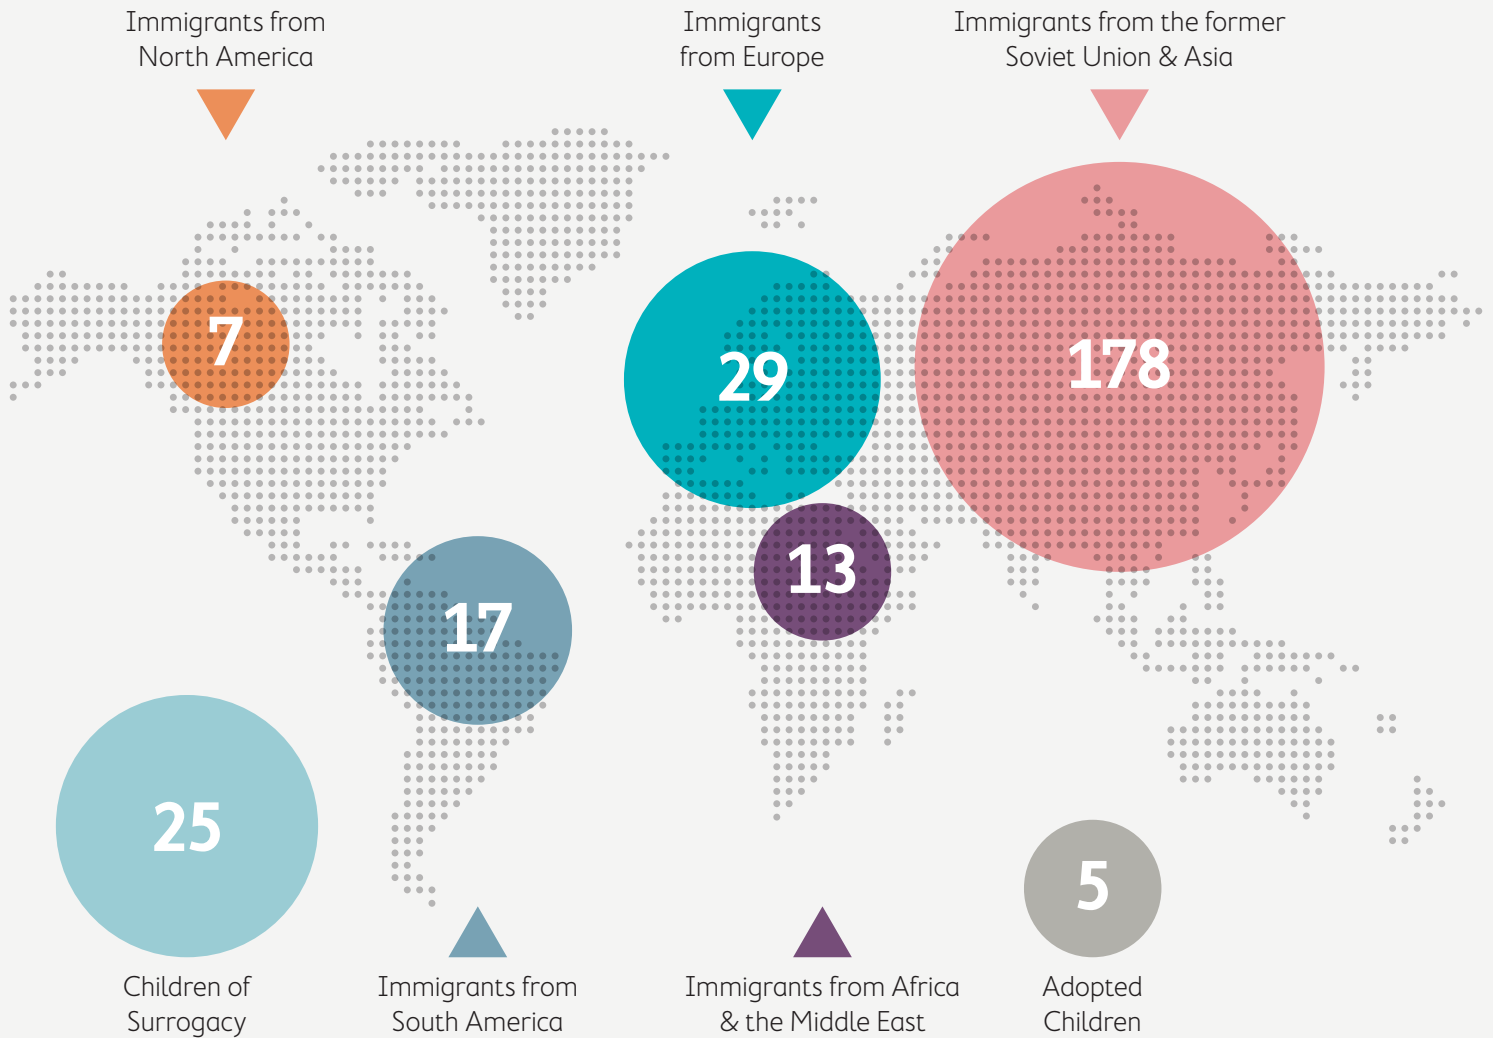 Immigrants from
North America
Immigrants
from Europe
Immigrants from the former
Soviet Union & Asia
7
29
178
13
17
25
5
Children of
Surrogacy
Immigrants from
South America
Immigrants from Africa
& the Middle East
Adopted
Children